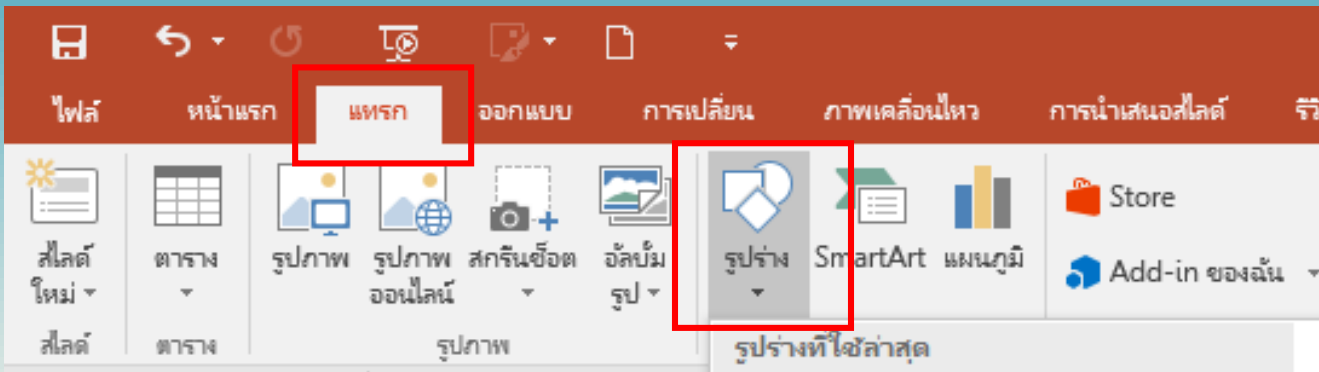 ไฟล์ หน้าแรก แทรก ออกแบบ การเปลี่ยน ภาพเคลื่อนไหว การนำเสนอสไลด์
สไลด์ใหม่ ตาราง รูปภาพ รูปภาพออนไลน์ สกรีนช็อต อัลบั้มรูป รูปร่าง SmartArt แผนภูมิ
Store
Add-in ของฉัน
สไลด์ ตาราง รูปภาพ
รูปร่างที่ใช้ล่าสุด